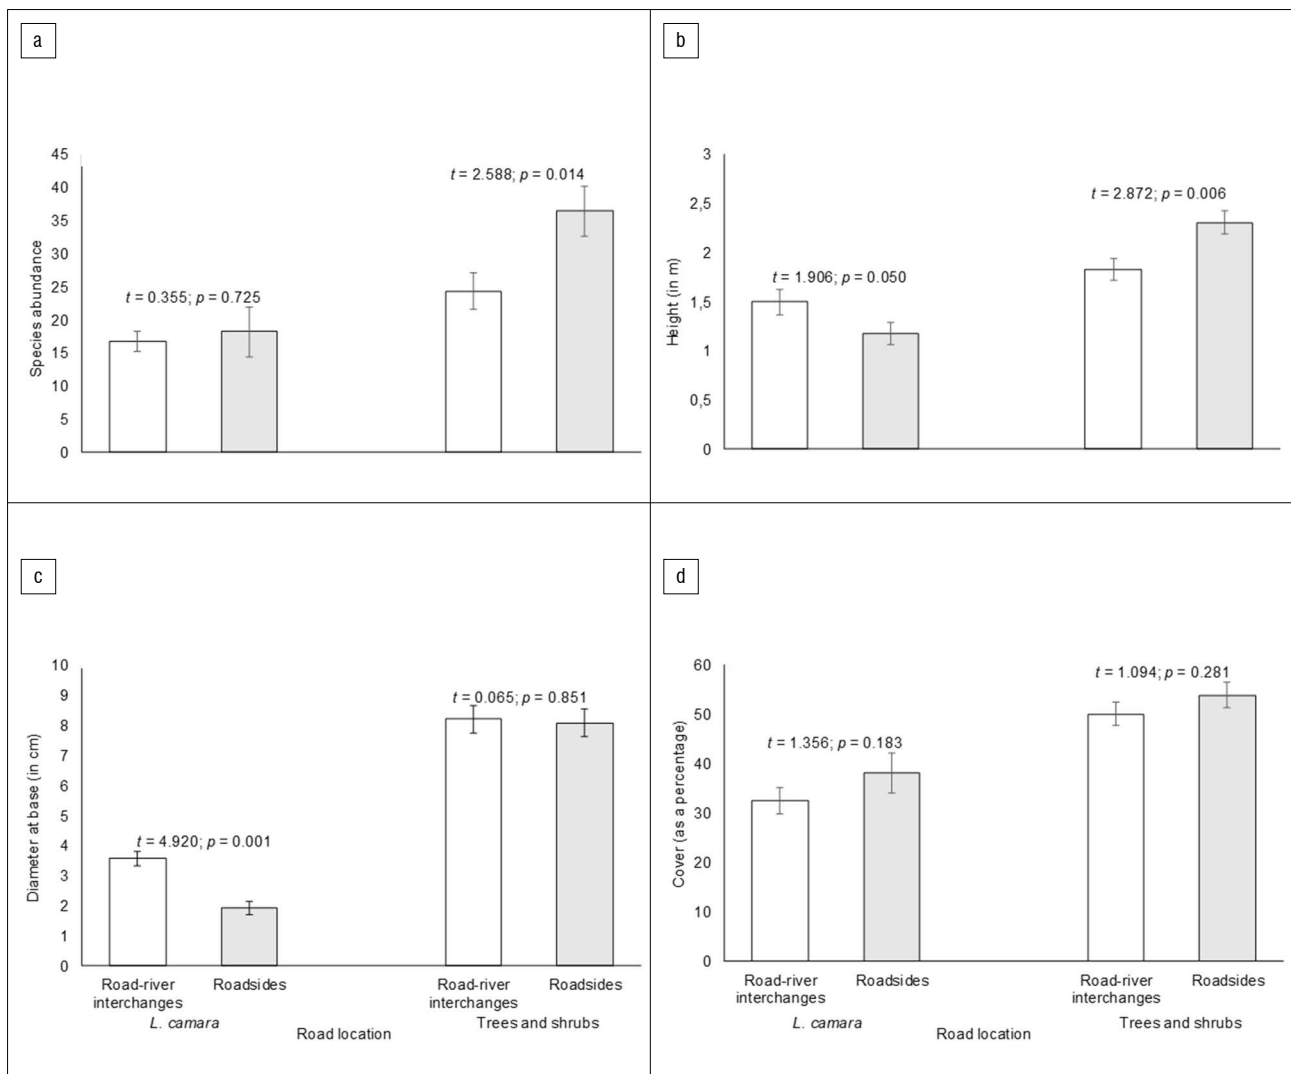 a
Species abundance
45
40
35
30
25
20
15
10
5
0
t = 0.355; p = 0.725
t = 2.588; p = 0.014
b
Height (in m)
3
2,5
2
1,5
1
0,5
0
t = 1.906; p = 0.050
t = 2.872; p = 0.006
c
Diameter at base (in cm)
10
9
8
7
6
5
4
3
2
1
0
t = 4.920; p = 0.001
t = 0.065; p = 0.851
Road-river
interchanges
Roadsides
Road-river
interchanges
Roadsides
L. camara
Trees and shrubs
Road location
d
Cover (as a percentage)
60
50
40
30
20
10
0
t = 1.356; p = 0.183
t = 1.094; p = 0.281
Road-river
interchanges
Roadsides
Road-river
interchanges
Roadsides
L. camara
Trees and shrubs
Road location